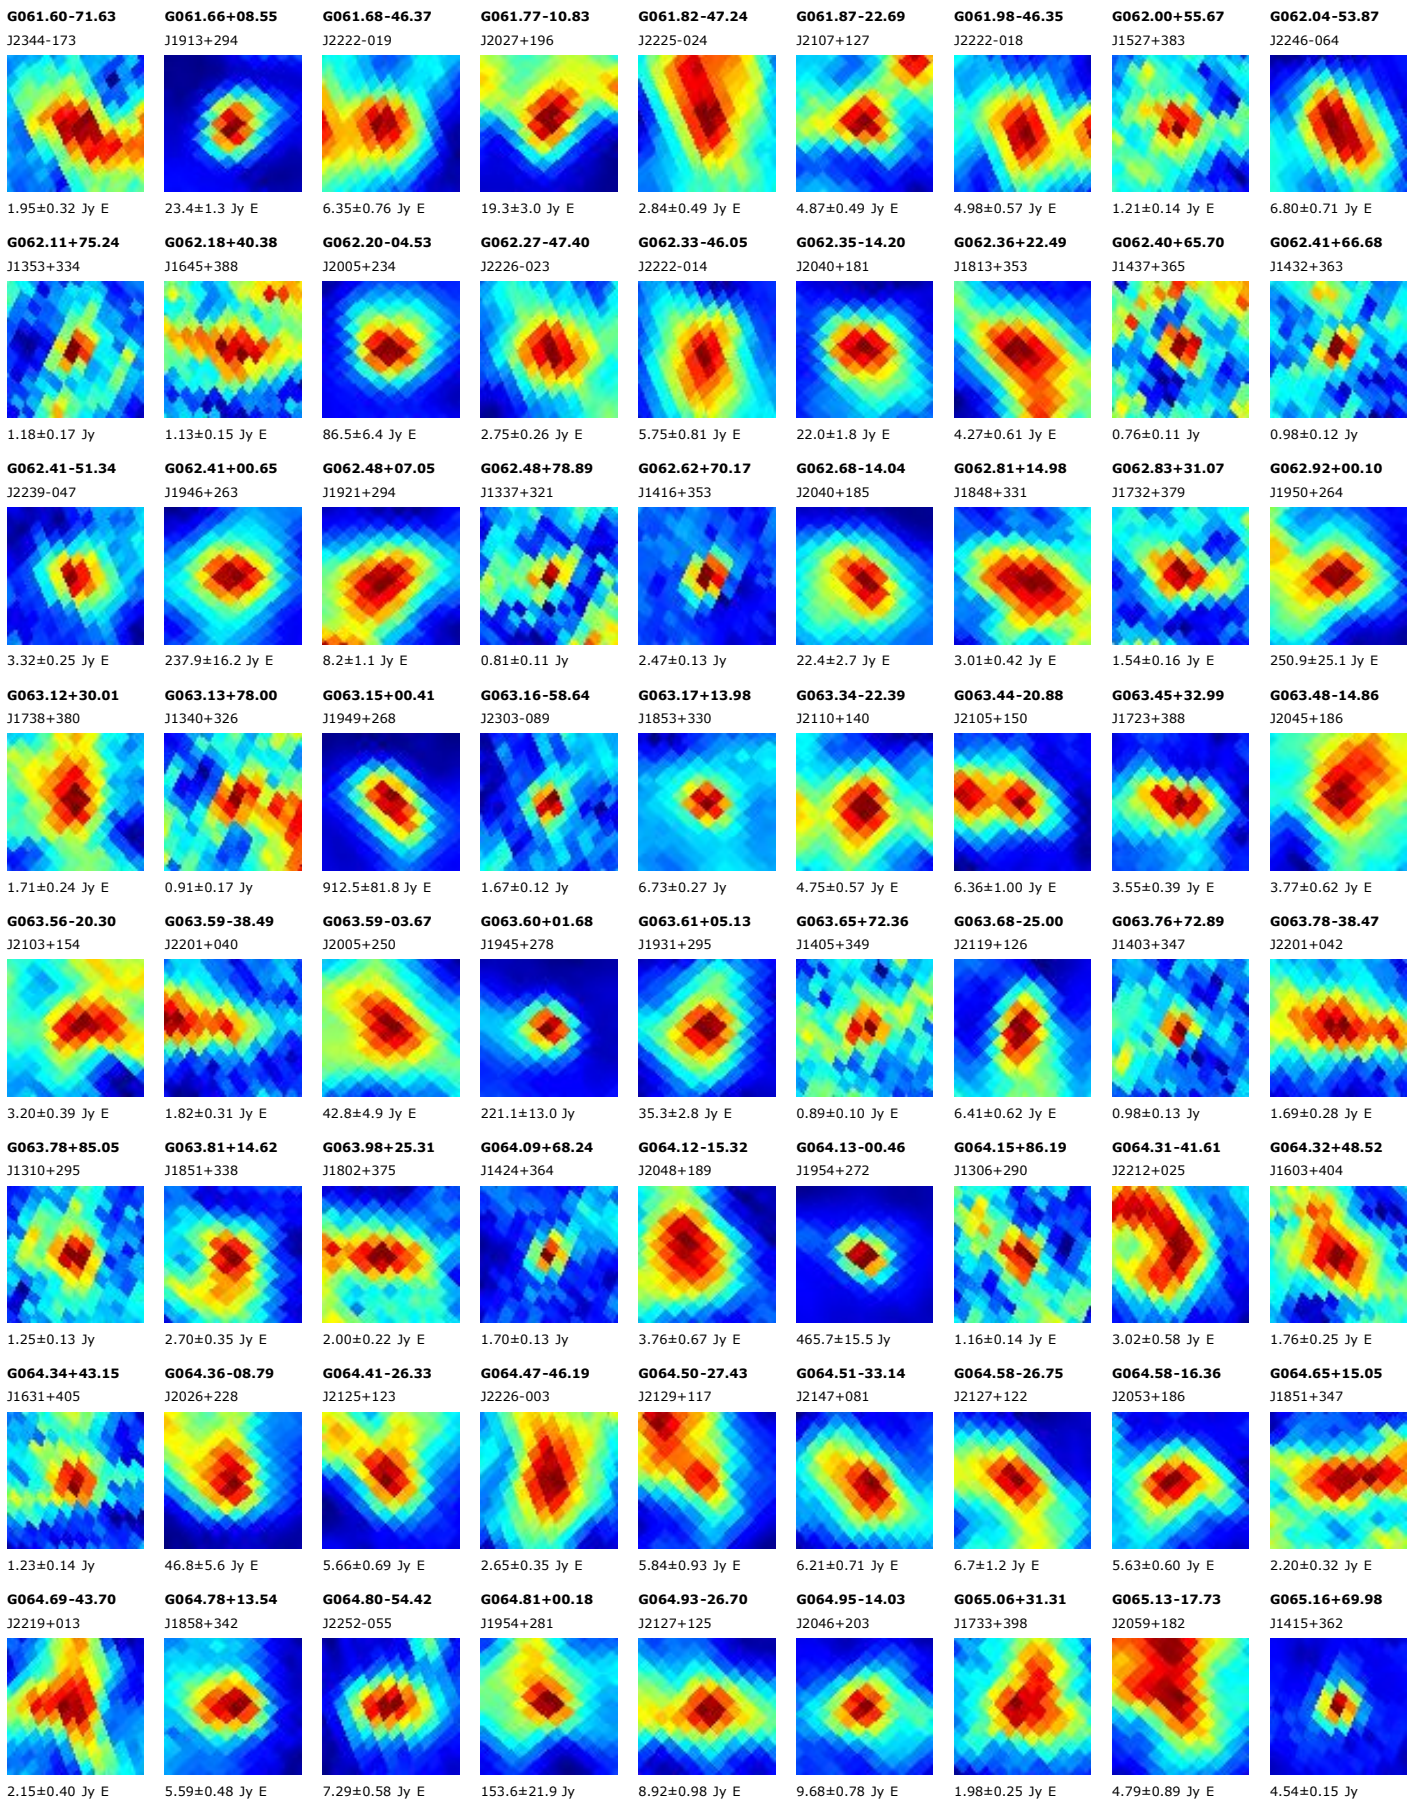 G061.60-71.63 G061.66+08.55 G061.68-46.37 G061.77-10.83 G061.82-47.24 G061.87-22.69 G061.98-46.35 G062.00+55.67 G062.04-53.87
J2344-173 J1913+294 J2222-019 J2027+196 J2225-024 J2107+127 J2222-018 J1527+383 J2246-064
1.95±0.32 Jy E 23.4±1.3 Jy E 6.35±0.76 Jy E 19.3±3.0 Jy E 2.84±0.49 Jy E 4.87±0.49 Jy E 4.98±0.57 Jy E 1.21±0.14 Jy E 6.80±0.71 Jy E
G062.11+75.24 G062.18+40.38 G062.20-04.53 G062.27-47.40 G062.33-46.05 G062.35-14.20 G062.36+22.49 G062.40+65.70 G062.41+66.68
J1353+334 J1645+388 J2005+234 J2226-023 J2222-014 J2040+181 J1813+353 J1437+365 J1432+363
1.18±0.17 Jy 1.13±0.15 Jy E 86.5±6.4 Jy E 2.75±0.26 Jy E 5.75±0.81 Jy E 22.0±1.8 Jy E 4.27±0.61 Jy E 0.76±0.11 Jy 0.98±0.12 Jy
G062.41-51.34 G062.41+00.65 G062.48+07.05 G062.48+78.89 G062.62+70.17 G062.68-14.04 G062.81+14.98 G062.83+31.07 G062.92+00.10
J2239-047 J1946+263 J1921+294 J1337+321 J1416+353 J2040+185 J1848+331 J1732+379 J1950+264
3.32±0.25 Jy E 237.9±16.2 Jy E 8.2±1.1 Jy E 0.81±0.11 Jy 2.47±0.13 Jy 22.4±2.7 Jy E 3.01±0.42 Jy E 1.54±0.16 Jy E 250.9±25.1 Jy E
G063.12+30.01 G063.13+78.00 G063.15+00.41 G063.16-58.64 G063.17+13.98 G063.34-22.39 G063.44-20.88 G063.45+32.99 G063.48-14.86
J1738+380 J1340+326 J1949+268 J2303-089 J1853+330 J2110+140 J2105+150 J1723+388 J2045+186
1.71±0.24 Jy E 0.91±0.17 Jy 912.5±81.8 Jy E 1.67±0.12 Jy 6.73±0.27 Jy 4.75±0.57 Jy E 6.36±1.00 Jy E 3.55±0.39 Jy E 3.77±0.62 Jy E
G063.56-20.30 G063.59-38.49 G063.59-03.67 G063.60+01.68 G063.61+05.13 G063.65+72.36 G063.68-25.00 G063.76+72.89 G063.78-38.47
J2103+154 J2201+040 J2005+250 J1945+278 J1931+295 J1405+349 J2119+126 J1403+347 J2201+042
3.20±0.39 Jy E 1.82±0.31 Jy E 42.8±4.9 Jy E 221.1±13.0 Jy 35.3±2.8 Jy E 0.89±0.10 Jy E 6.41±0.62 Jy E 0.98±0.13 Jy 1.69±0.28 Jy E
G063.78+85.05 G063.81+14.62 G063.98+25.31 G064.09+68.24 G064.12-15.32 G064.13-00.46 G064.15+86.19 G064.31-41.61 G064.32+48.52
J1310+295 J1851+338 J1802+375 J1424+364 J2048+189 J1954+272 J1306+290 J2212+025 J1603+404
1.25±0.13 Jy 2.70±0.35 Jy E 2.00±0.22 Jy E 1.70±0.13 Jy 3.76±0.67 Jy E 465.7±15.5 Jy 1.16±0.14 Jy E 3.02±0.58 Jy E 1.76±0.25 Jy E
G064.34+43.15 G064.36-08.79 G064.41-26.33 G064.47-46.19 G064.50-27.43 G064.51-33.14 G064.58-26.75 G064.58-16.36 G064.65+15.05
J1631+405 J2026+228 J2125+123 J2226-003 J2129+117 J2147+081 J2127+122 J2053+186 J1851+347
1.23±0.14 Jy 46.8±5.6 Jy E 5.66±0.69 Jy E 2.65±0.35 Jy E 5.84±0.93 Jy E 6.21±0.71 Jy E 6.7±1.2 Jy E 5.63±0.60 Jy E 2.20±0.32 Jy E
G064.69-43.70 G064.78+13.54 G064.80-54.42 G064.81+00.18 G064.93-26.70 G064.95-14.03 G065.06+31.31 G065.13-17.73 G065.16+69.98
J2219+013 J1858+342 J2252-055 J1954+281 J2127+125 J2046+203 J1733+398 J2059+182 J1415+362
2.15±0.40 Jy E 5.59±0.48 Jy E 7.29±0.58 Jy E 153.6±21.9 Jy 8.92±0.98 Jy E 9.68±0.78 Jy E 1.98±0.25 Jy E 4.79±0.89 Jy E 4.54±0.15 Jy